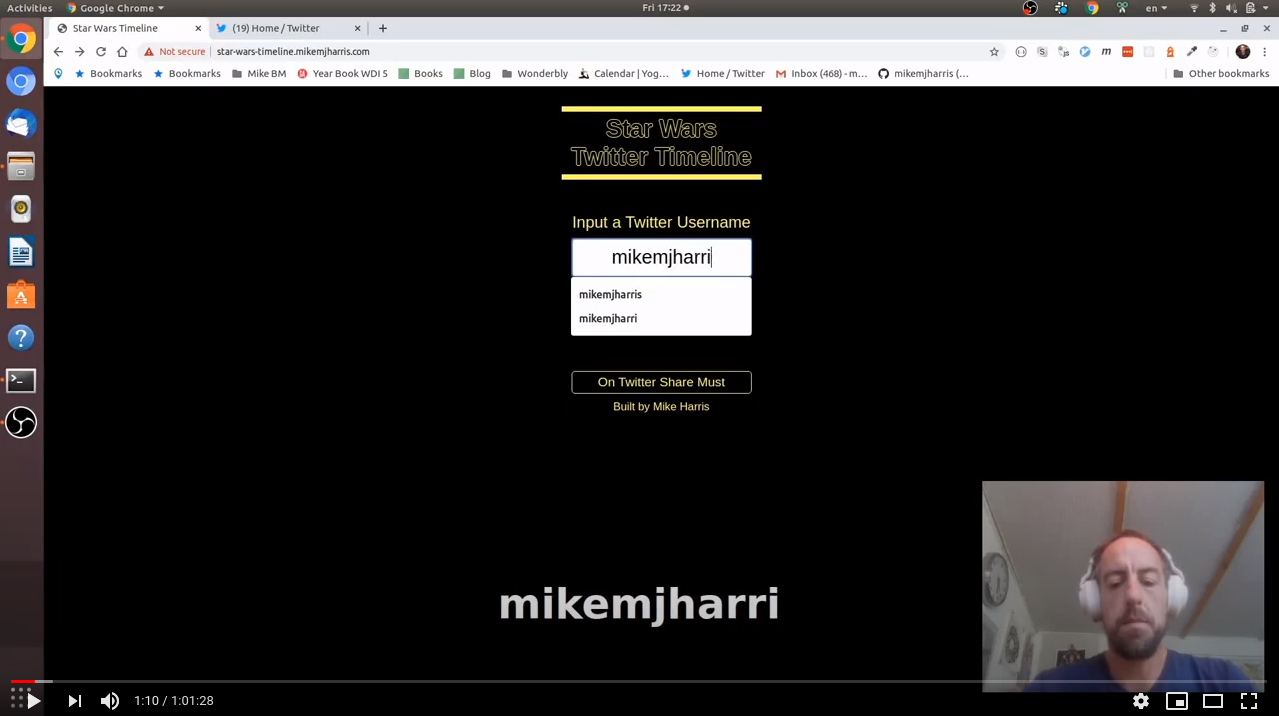 Activities
Google Chrome
Fri 17:22
en
Star Wars Timeline
(19) Home / Twitter
Not secure
star-wars-timeline.mikemjharris.com
Bookmarks
Bookmarks
Mike BM
Year Book WDI 5
Books
Blog
Wonderbly
Calendar | Yog...
Home / Twitter
Inbox (468) - m...
mikemjharris (...
Other bookmarks
Star Wars
Twitter Timeline
Input a Twitter Username
mikemjharri
mikemjharris
mikemjharri
On Twitter Share Must
Built by Mike Harris
mikemjharri
1:10 / 1:01:28